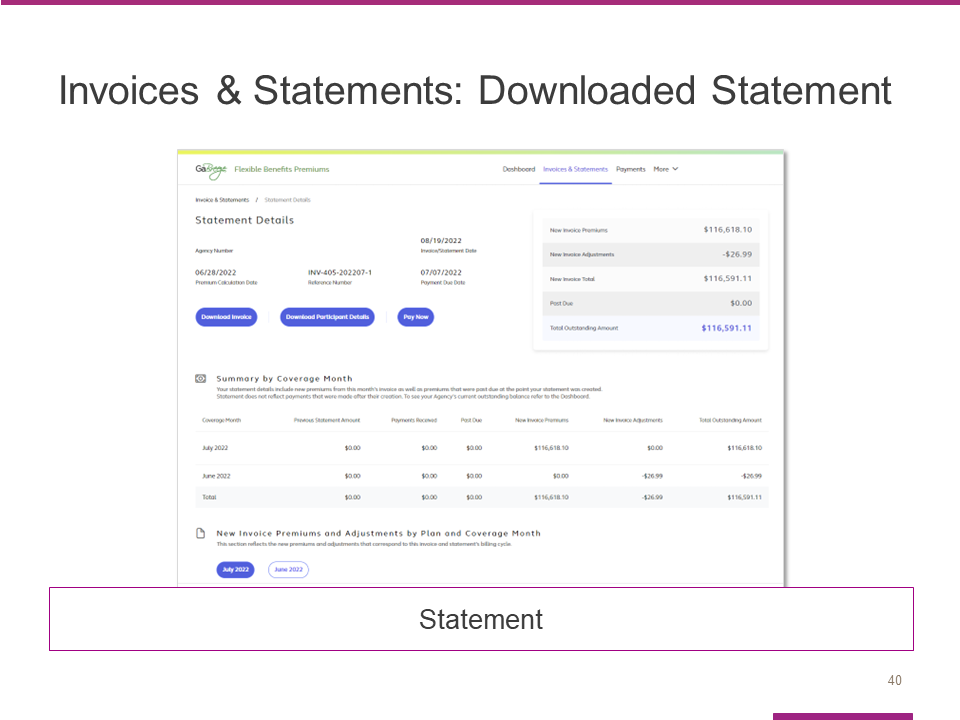 Invoices & Statements: Downloaded Statement
Ga Breeze Flexible Benefits Premiums
Dashboard Invoices & Statements Payments More
Invoice & Statements / Statement Details
Statement Details
08/19/2022
Agency Number Invoice/Statement Date
06/28/2022 INV-405-202207-1 07/07/2022
Premium Calculation Date Reference Number Payment Due Date
Download Invoice Download Participant Details Pay Now
New Invoice Premiums $116,618.10
New Invoice Adjustments -$26.99
New Invoice Total $116,591.11
Past Due $0.00
Total Outstanding Amount $116,591.11
Summary by Coverage Month
Your statement details include new premiums from this month's invoice as well as premiums that were past due at the point your statement was created.
Statement does not reflect payments that were made after their creation. To see your Agency's current outstanding balance refer to the Dashboard.
Coverage Month Previous Statement Amount Payments Received Past Due New Invoice Premiums New Invoice Adjustments Total Outstanding Amount
July 2022 $0.00 $0.00 $0.00 $116,618.10 $0.00 $116,618.10
June 2022 $0.00 $0.00 $0.00 $0.00 -$26.99 -$26.99
Total $0.00 $0.00 $0.00 $116,618.10 -$26.99 $116,591.11
New Invoice Premiums and Adjustments by Plan and Coverage Month
This section reflects the new premiums and adjustments that correspond to this invoice and statement's billing cycle.
July 2022 June 2022
Statement
40